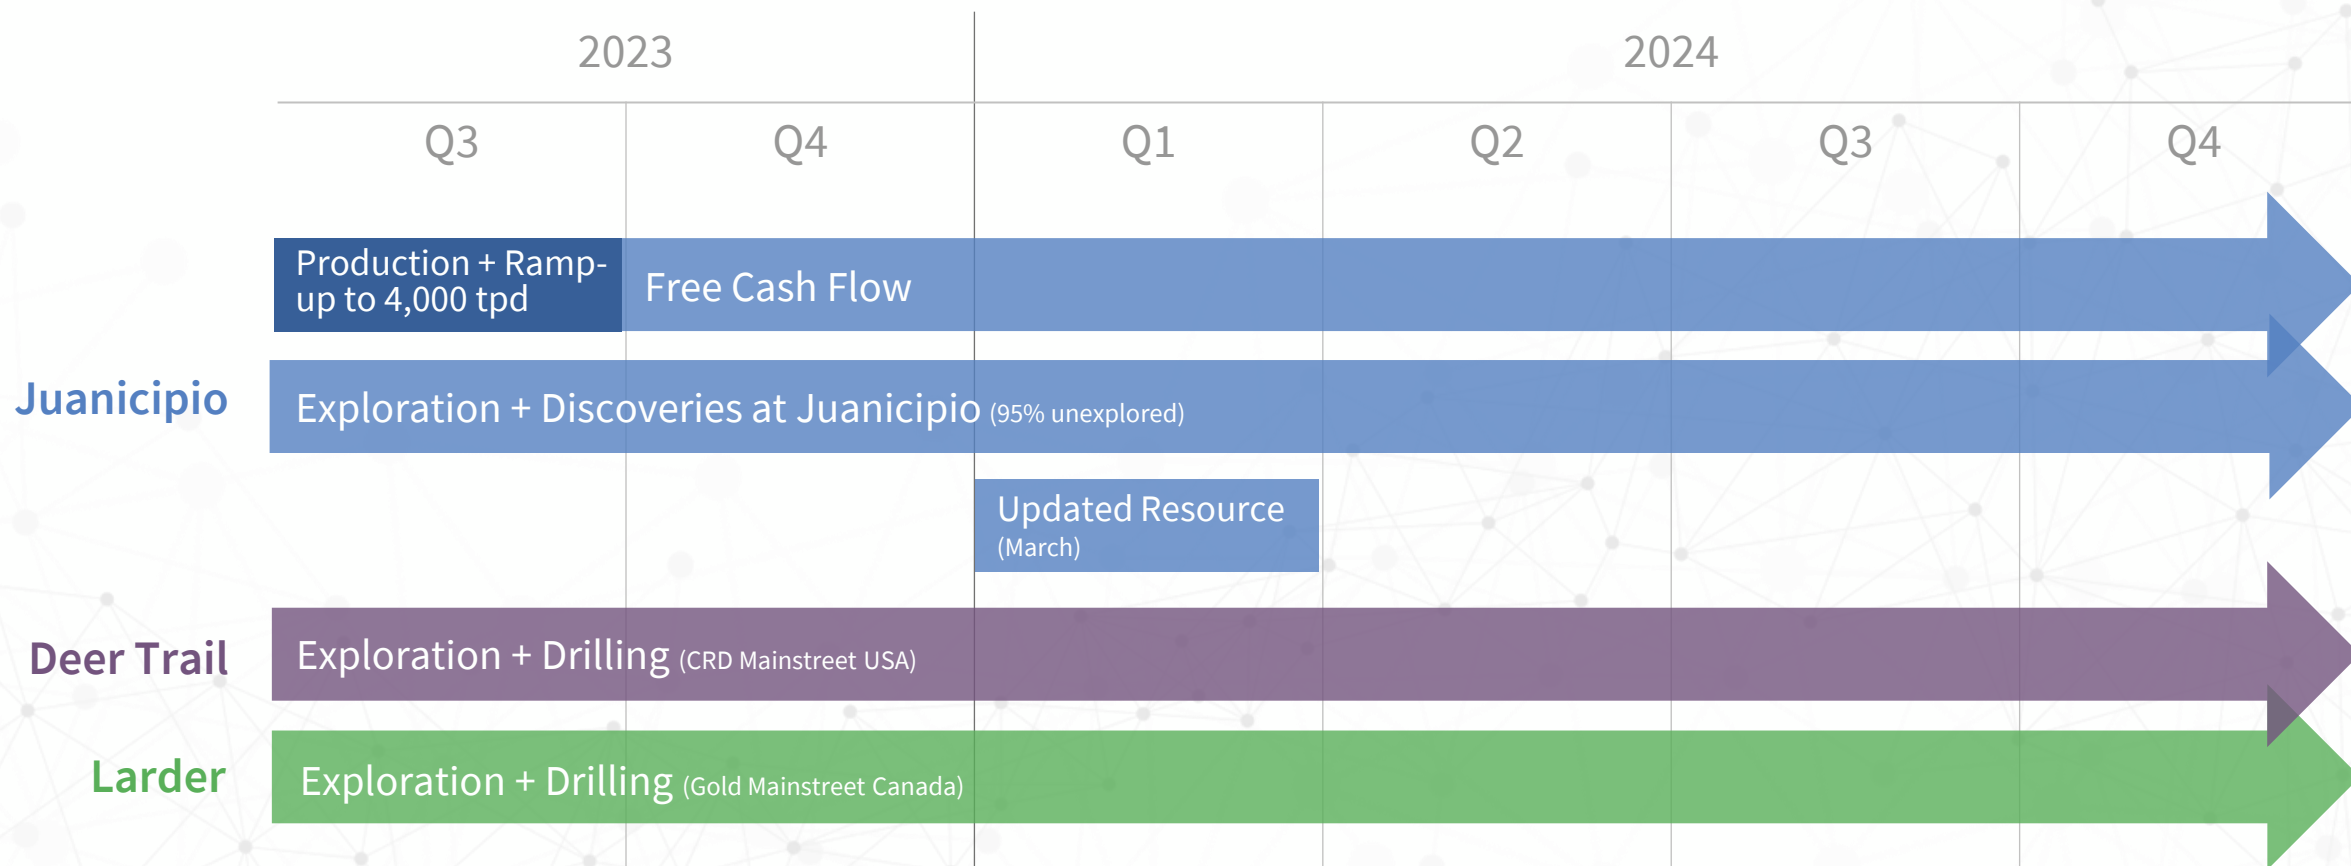 2023
2024
Q3
Q4
Q1
Q2
Q3
Q4
Production + Ramp-
up to 4,000 tpd
Free Cash Flow
Juanicipio
Exploration + Discoveries at Juanicipio (95% unexplored)
Updated Resource
(March)
Deer Trail
Exploration + Drilling (CRD Mainstreet USA)
Larder
Exploration + Drilling (Gold Mainstreet Canada)